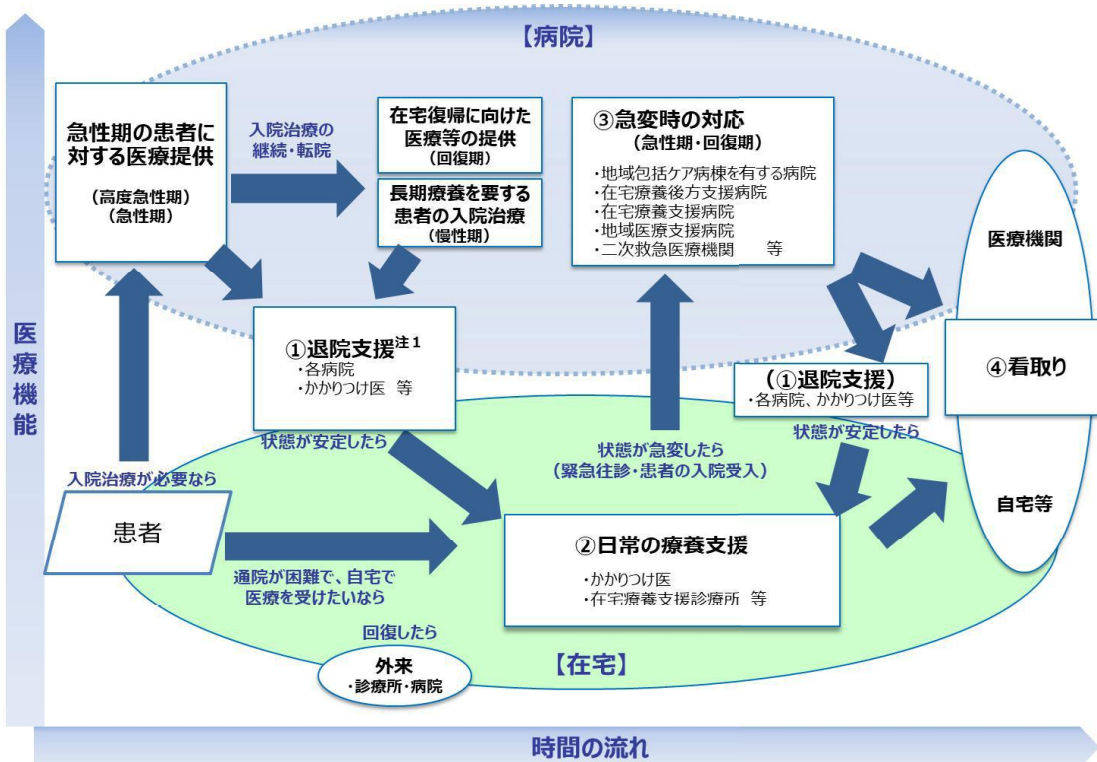 【病院】
急性期の患者に
対する医療提供
(高度急性期)
(急性期)
入院治療の
継続・転院
在宅復帰に向けた
医療等の提供
(回復期)
長期療養を要する
患者の入院治療
(慢性期)
③急変時の対応
(急性期・回復期)
・地域包括ケア病棟を有する病院
・在宅療養後方支援病院
・在宅療養支援病院
・地域医療支援病院
・二次救急医療機関 等
医療機関
④看取り
自宅等
医療機能
①退院支援注1
・各病院
・かかりつけ医 等
(①退院支援)
・各病院、かかりつけ医等
状態が安定したら
状態が急変したら
(緊急往診・患者の入院受入)
状態が安定したら
入院治療が必要なら
患者
通院が困難で、自宅で
医療を受けたいなら
②日常の療養支援
・かかりつけ医
・在宅療養支援診療所 等
回復したら
外来
・診療所・病院
【在宅】
時間の流れ